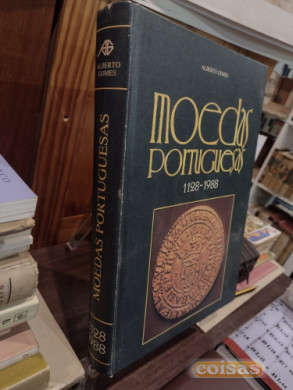 AG
ALBERTO
GOMES
MOEDAS PORTUGUESAS
1128
1988
ALBERTO GOMES
MOEDAS
PORTUGUESAS
1128-1988
coisas